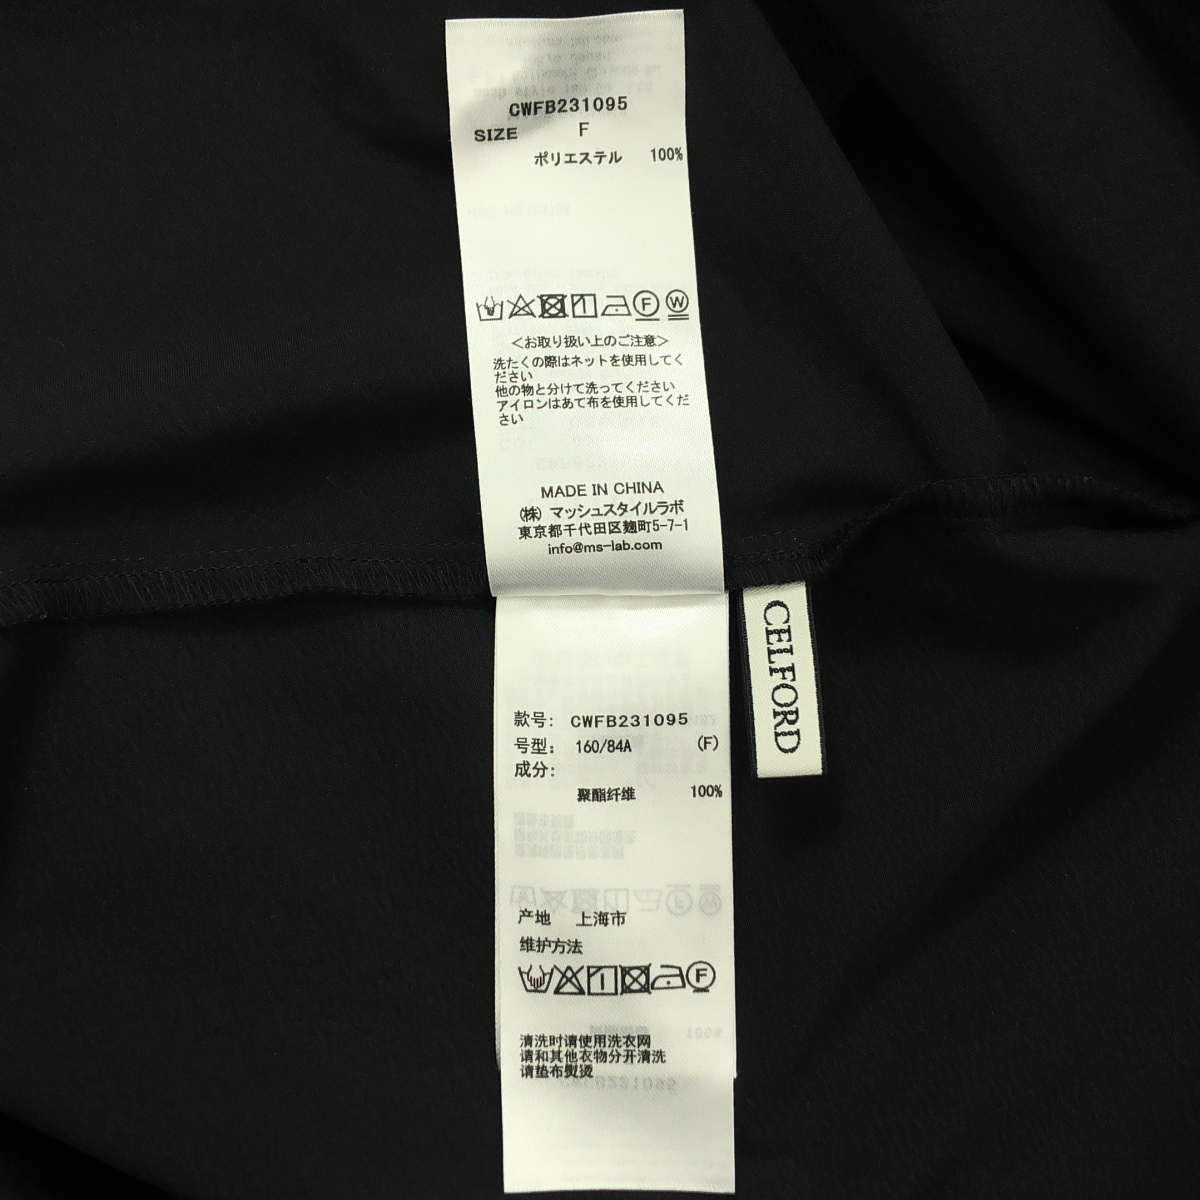 CWFB231095
SIZE F
ポリエステル 100%
F W
＜お取り扱い上のご注意＞
洗たくの際はネットを使用してく
ださい
他の物と分けて洗ってください
アイロンはあて布を使用してくだ
さい
MADE IN CHINA
(株) マッシュスタイルラボ
東京都千代田区麹町5-7-1
info@ms-lab.com
CELFORD
款号: CWFB231095
号型: 160/84A (F)
成分:
聚酯纤维 100%
产地 上海市
维护方法
F
清洗时请使用洗衣网
请和其他衣物分开清洗
请垫布熨烫